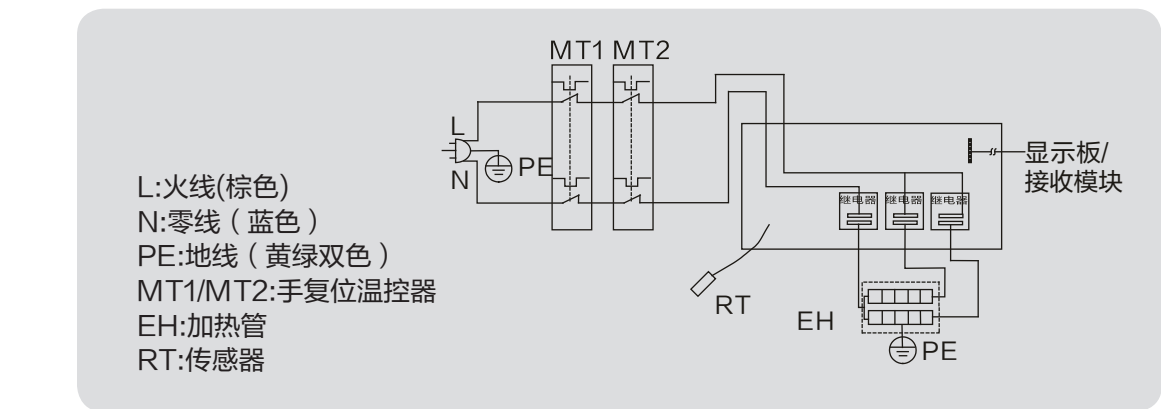 MT1 MT2
L
N
PE
显示板/
接收模块
继电器 继电器 继电器
RT
EH
PE
L:火线(棕色)
N:零线（蓝色）
PE:地线（黄绿双色）
MT1/MT2:手复位温控器
EH:加热管
RT:传感器